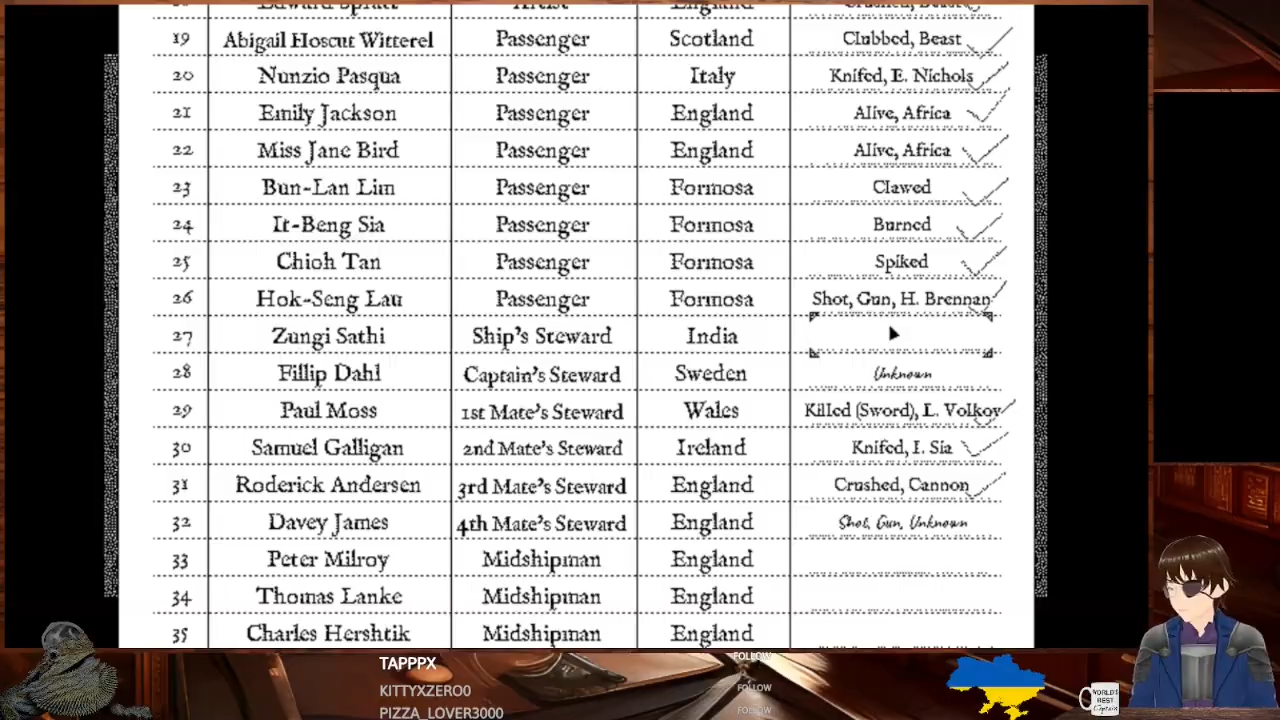 19 Abigail Hoscut Witterel Passenger Scotland Clubbed, Beast
20 Nunzio Pasqua Passenger Italy Knifed, E. Nichols
21 Emily Jackson Passenger England Alive, Africa
22 Miss Jane Bird Passenger England Alive, Africa
23 Bun-Lan Lim Passenger Formosa Clawed
24 It-Beng Sia Passenger Formosa Burned
25 Chioh Tan Passenger Formosa Spiked
26 Hok-Seng Lau Passenger Formosa Shot, Gun, H. Brennan
27 Zungi Sathi Ship's Steward India
28 Fillip Dahl Captain's Steward Sweden Unknown
29 Paul Moss 1st Mate's Steward Wales Killed (Sword), L. Volkov
30 Samuel Galligan 2nd Mate's Steward Ireland Knifed, I. Sia
31 Roderick Andersen 3rd Mate's Steward England Crushed, Cannon
32 Davey James 4th Mate's Steward England Shot, Gun, Unknown
33 Peter Milroy Midshipman England
34 Thomas Lanke Midshipman England
35 Charles Hershtik Midshipman England
TAPPPX FOLLOW
KITTYXZERO0 FOLLOW
PIZZA_LOVER3000 FOLLOW
WORLD'S
BEST
Captain